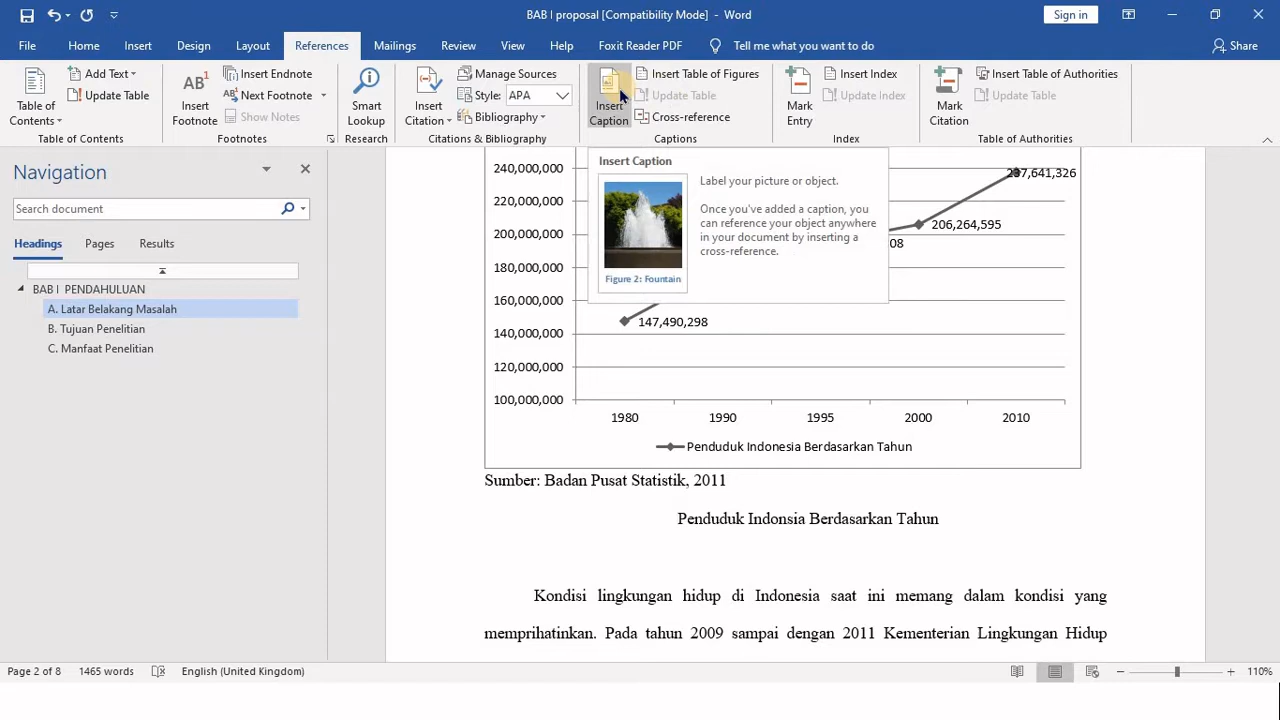 BAB I proposal [Compatibility Mode] - Word
Sign in
File Home Insert Design Layout References Mailings Review View Help Foxit Reader PDF Tell me what you want to do Share
Table of Contents
Add Text
Update Table
Table of Contents
AB1 Insert Footnote
Insert Endnote
Next Footnote
Show Notes
Footnotes
Smart Lookup
Research
Insert Citation
Manage Sources
Style: APA
Bibliography
Citations & Bibliography
Insert Caption
Insert Table of Figures
Update Table
Cross-reference
Captions
Mark Entry
Insert Index
Update Index
Index
Mark Citation
Insert Table of Authorities
Update Table
Table of Authorities
Navigation
Search document
Headings Pages Results
BAB I PENDAHULUAN
A. Latar Belakang Masalah
B. Tujuan Penelitian
C. Manfaat Penelitian
Insert Caption
Label your picture or object.
Once you've added a caption, you
can reference your object anywhere
in your document by inserting a
cross-reference.
Figure 2: Fountain
240,000,000
220,000,000
200,000,000
180,000,000
160,000,000
140,000,000
120,000,000
100,000,000
237,641,326
206,264,595
08
147,490,298
1980 1990 1995 2000 2010
Penduduk Indonesia Berdasarkan Tahun
Sumber: Badan Pusat Statistik, 2011
Penduduk Indonsia Berdasarkan Tahun
Kondisi lingkungan hidup di Indonesia saat ini memang dalam kondisi yang
memprihatinkan. Pada tahun 2009 sampai dengan 2011 Kementerian Lingkungan Hidup
Page 2 of 8 1465 words English (United Kingdom) 110%